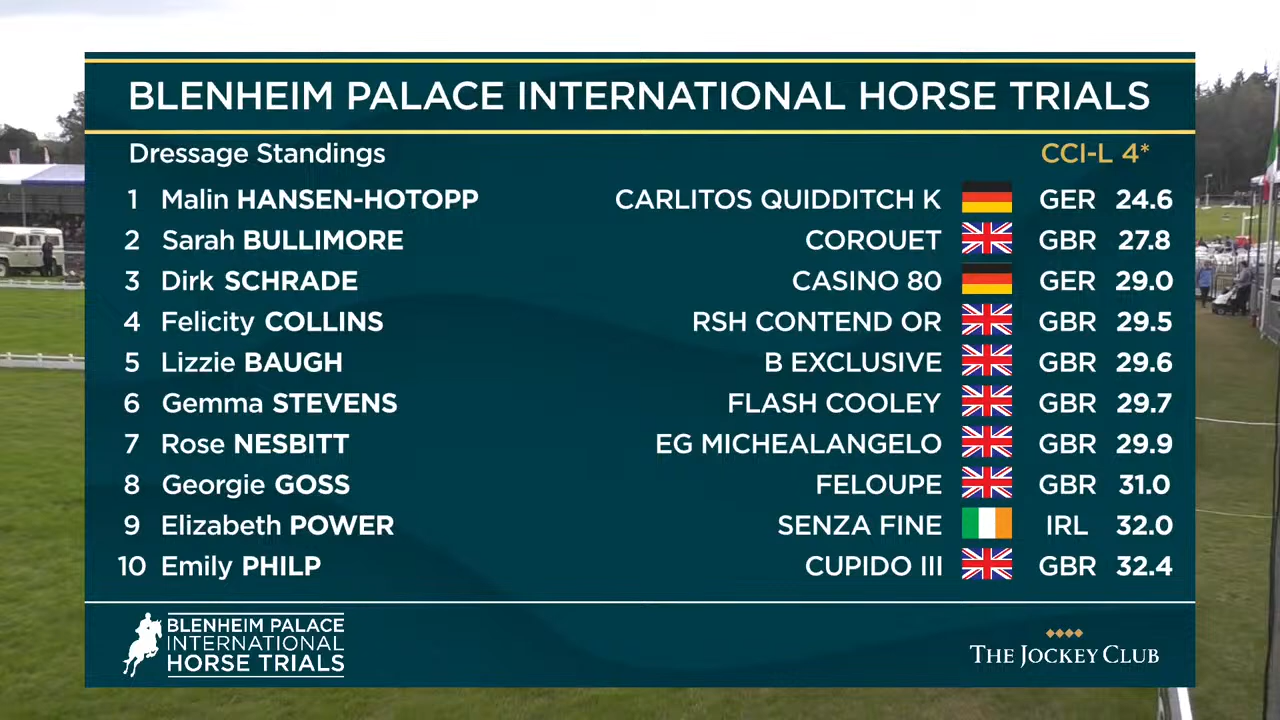 BLENHEIM PALACE INTERNATIONAL HORSE TRIALS
Dressage Standings CCI-L 4*
1 Malin HANSEN-HOTOPP CARLITOS QUIDDITCH K GER 24.6
2 Sarah BULLIMORE COROUET GBR 27.8
3 Dirk SCHRADE CASINO 80 GER 29.0
4 Felicity COLLINS RSH CONTEND OR GBR 29.5
5 Lizzie BAUGH B EXCLUSIVE GBR 29.6
6 Gemma STEVENS FLASH COOLEY GBR 29.7
7 Rose NESBITT EG MICHEALANGELO GBR 29.9
8 Georgie GOSS FELOUPE GBR 31.0
9 Elizabeth POWER SENZA FINE IRL 32.0
10 Emily PHILP CUPIDO III GBR 32.4
BLENHEIM PALACE
INTERNATIONAL
HORSE TRIALS
THE JOCKEY CLUB